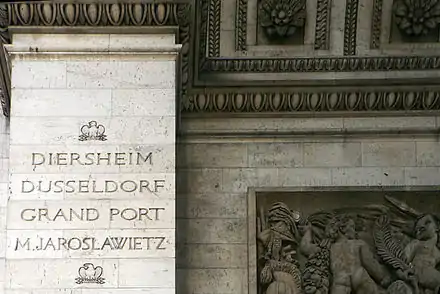 DIERSHEIM
DUSSELDORF
GRAND PORT
M.JAROSLAWIETZ